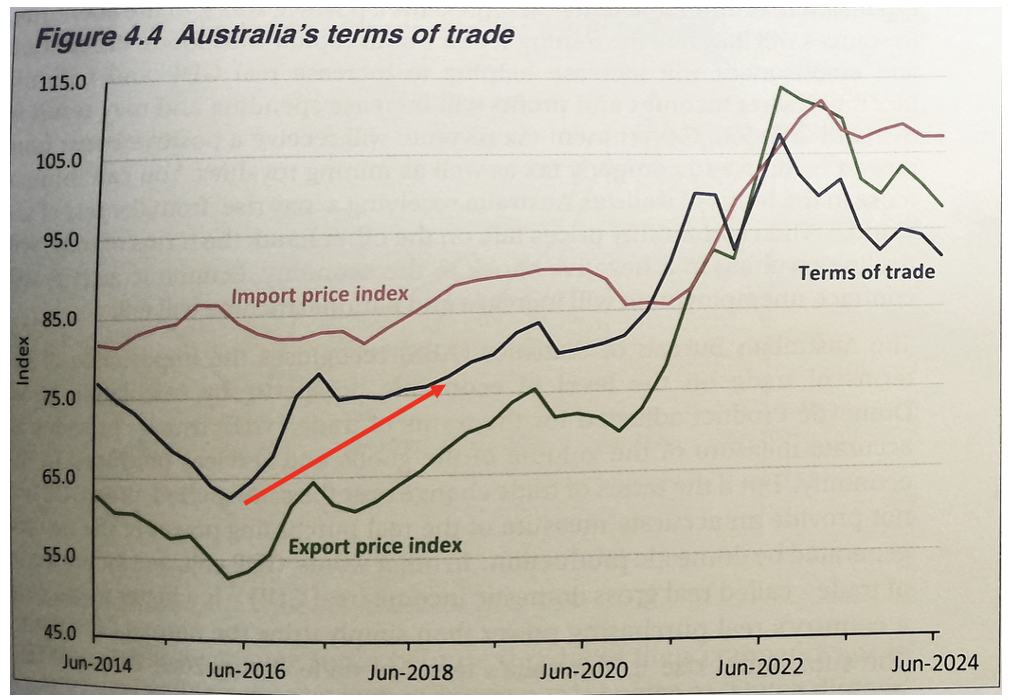 Figure 4.4 Australia's terms of trade
115.0
105.0
95.0
85.0
75.0
65.0
55.0
45.0
Index
Import price index
Terms of trade
Export price index
Jun-2014
Jun-2016
Jun-2018
Jun-2020
Jun-2022
Jun-2024